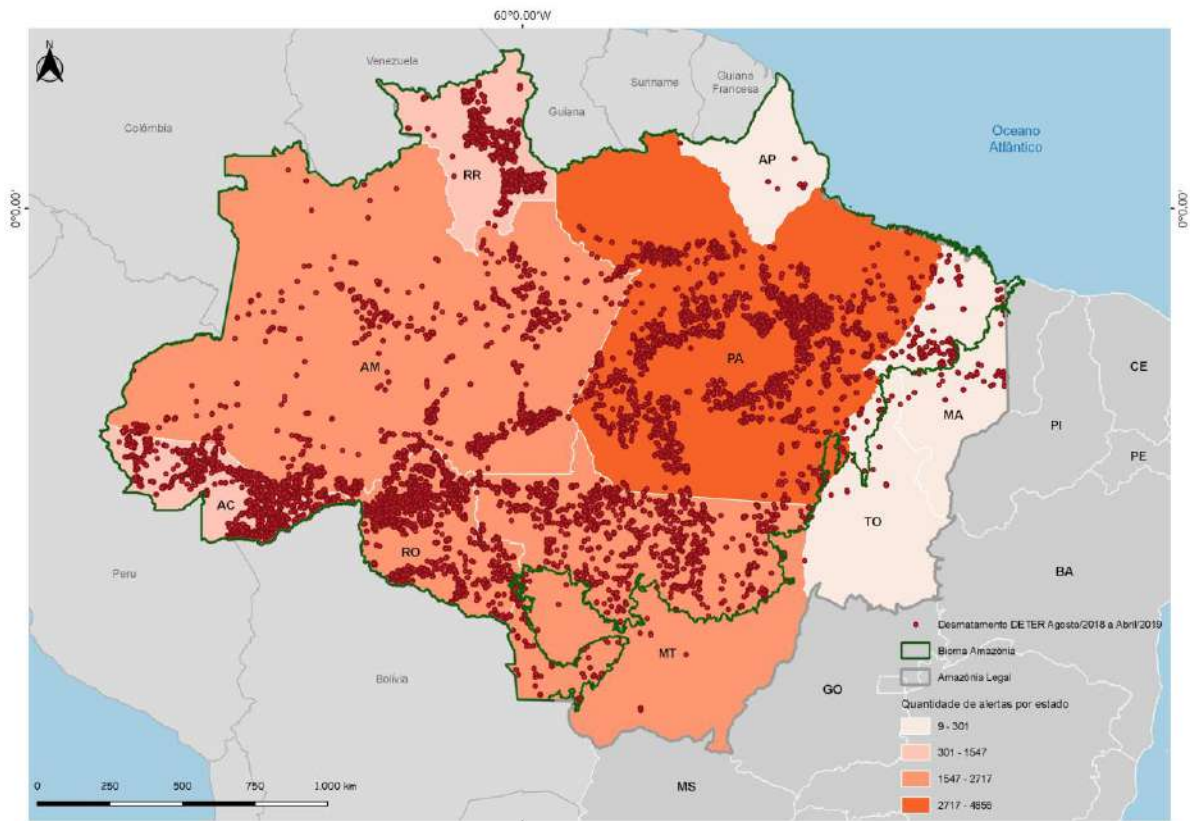 60°0.00'W
N
Venezuela
Suriname
Guiana
Francesa
Guiana
Colômbia
Oceano
Atlântico
AP
RR
0°0.00'
0°0.00'
AM
PA
CE
MA
PI
PE
AC
TO
RO
BA
Peru
Desmatamento DETER Agosto/2018 a Abril/2019
Bioma Amazônia
MT
Amazônia Legal
Bolívia
GO
Quantidade de alertas por estado
9 - 301
301 - 1547
1547 - 2717
2717 - 4856
0 250 500 750 1.000 km
MS